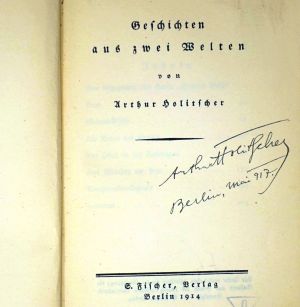 Geschichten
aus zwei Welten
von
Arthur Holitscher
Arthur Holitscher
Berlin, Mai 917.
S. Fischer, Verlag
Berlin 1914